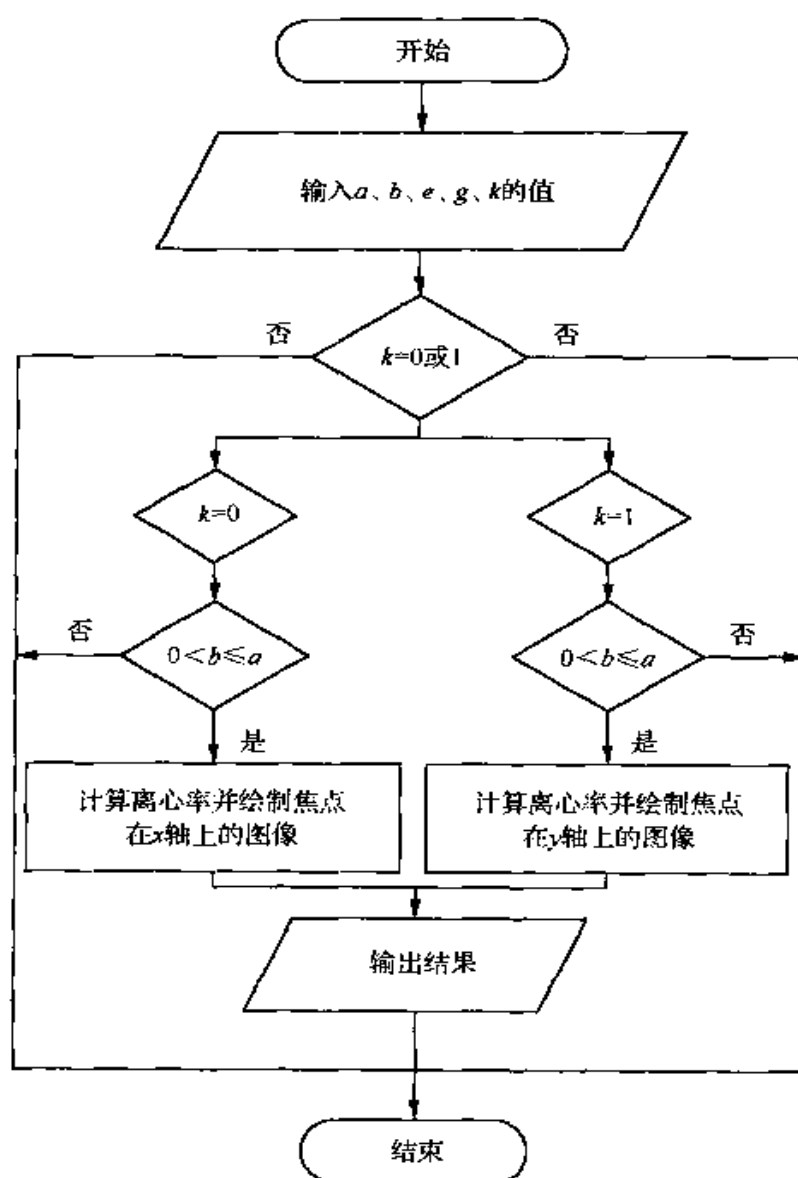 开始
输入a、b、e、g、k的值
否
否
k=0或1
k=0
k=1
否
0＜b≤a
0＜b≤a
否
是
是
计算离心率并绘制焦点
在x轴上的图像
计算离心率并绘制焦点
在y轴上的图像
输出结果
结束